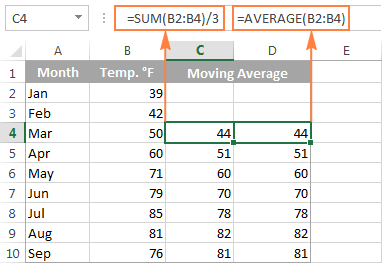 C4 =SUM(B2:B4)/3 =AVERAGE(B2:B4)
A B C D E
1 Month Temp. °F Moving Average
2 Jan 39
3 Feb 42
4 Mar 50 44 44
5 Apr 60 51 51
6 May 71 60 60
7 Jun 79 70 70
8 Jul 85 78 78
9 Aug 81 82 82
10 Sep 76 81 81